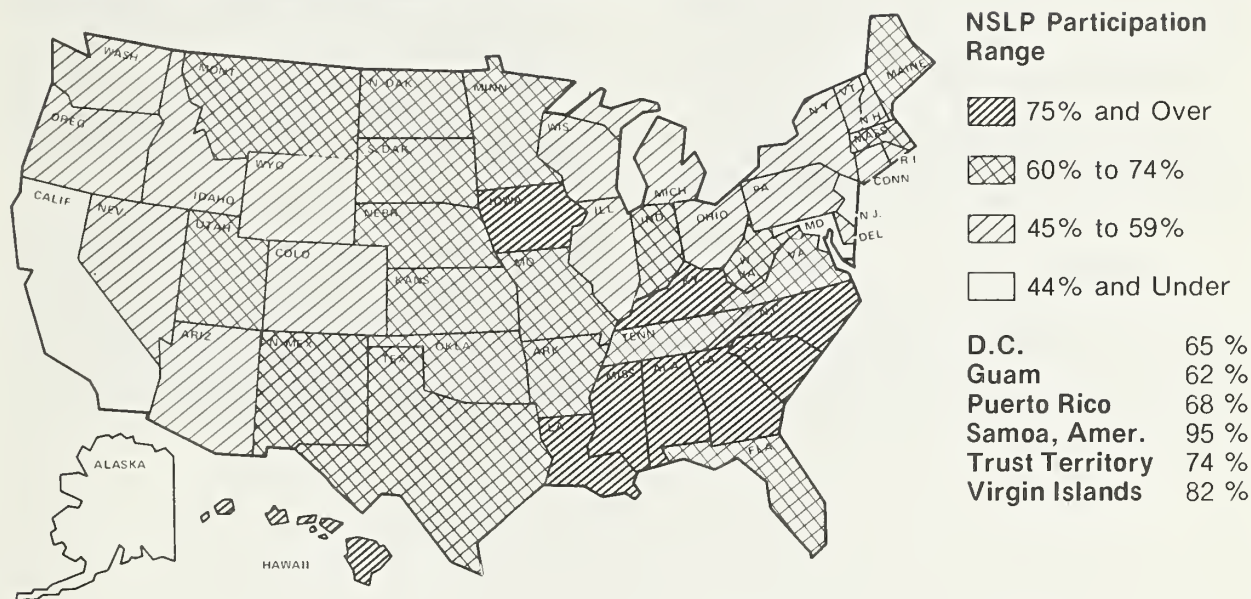 NSLP Participation
Range
75% and Over
60% to 74%
45% to 59%
44% and Under
D.C. 65 %
Guam 62 %
Puerto Rico 68 %
Samoa, Amer. 95 %
Trust Territory 74 %
Virgin Islands 82 %
WASH
OREG
CALIF
NEV.
IDAHO
MONT
WYO
UTAH
COLO
ARIZ
N. MEX
N. DAK
S. DAK
NEBR
KANS
OKLA
TEX
MINN
IOWA
MO
ARK
LA
WIS
ILL
MICH
IND
OHIO
KY
TENN
MISS
ALA
GA
FLA
N.C.
W. VA
VA
PA
N Y
VT
N H
MAINE
MASS
R I
CONN
N.J.
DEL
MD
ALASKA
HAWAII